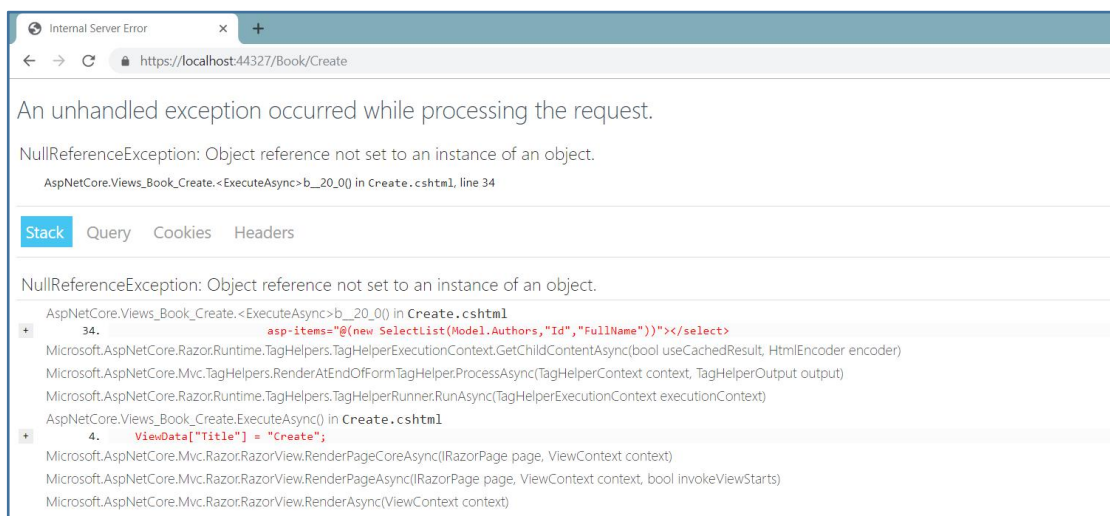 Internal Server Error × +
https://localhost:44327/Book/Create
An unhandled exception occurred while processing the request.
NullReferenceException: Object reference not set to an instance of an object.
AspNetCore.Views_Book_Create.<ExecuteAsync>b__20_0() in Create.cshtml, line 34
Stack Query Cookies Headers
NullReferenceException: Object reference not set to an instance of an object.
AspNetCore.Views_Book_Create.<ExecuteAsync>b__20_0() in Create.cshtml
+ 34. asp-items="@(new SelectList(Model.Authors,"Id","FullName"))"></select>
Microsoft.AspNetCore.Razor.Runtime.TagHelpers.TagHelperExecutionContext.GetChildContentAsync(bool useCachedResult, HtmlEncoder encoder)
Microsoft.AspNetCore.Mvc.TagHelpers.RenderAtEndOfFormTagHelper.ProcessAsync(TagHelperContext context, TagHelperOutput output)
Microsoft.AspNetCore.Razor.Runtime.TagHelpers.TagHelperRunner.RunAsync(TagHelperExecutionContext executionContext)
AspNetCore.Views_Book_Create.ExecuteAsync() in Create.cshtml
+ 4. ViewData["Title"] = "Create";
Microsoft.AspNetCore.Mvc.Razor.RazorView.RenderPageCoreAsync(IRazorPage page, ViewContext context)
Microsoft.AspNetCore.Mvc.Razor.RazorView.RenderPageAsync(IRazorPage page, ViewContext context, bool invokeViewStarts)
Microsoft.AspNetCore.Mvc.Razor.RazorView.RenderAsync(ViewContext context)